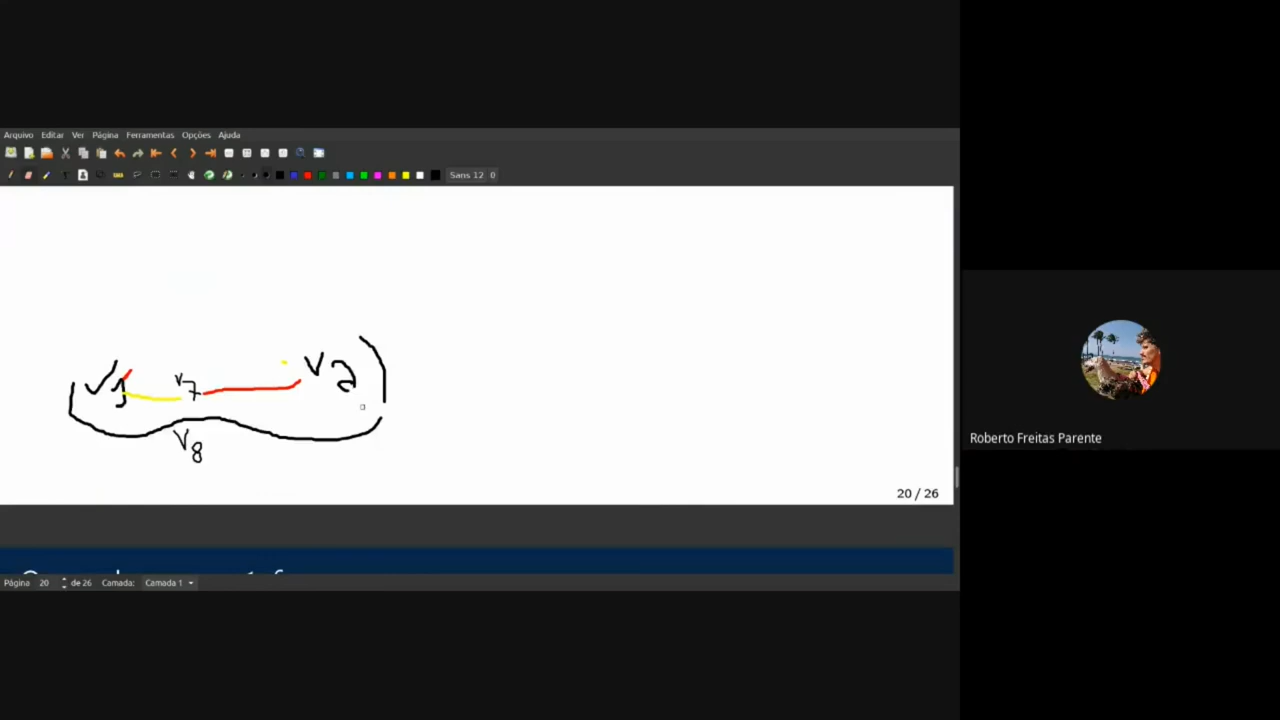 Arquivo Editar Ver Página Ferramentas Opções Ajuda
Sans 12 0
v1 v7 v2
v8
20 / 26
Página 20 de 26 Camada: Camada 1
Roberto Freitas Parente